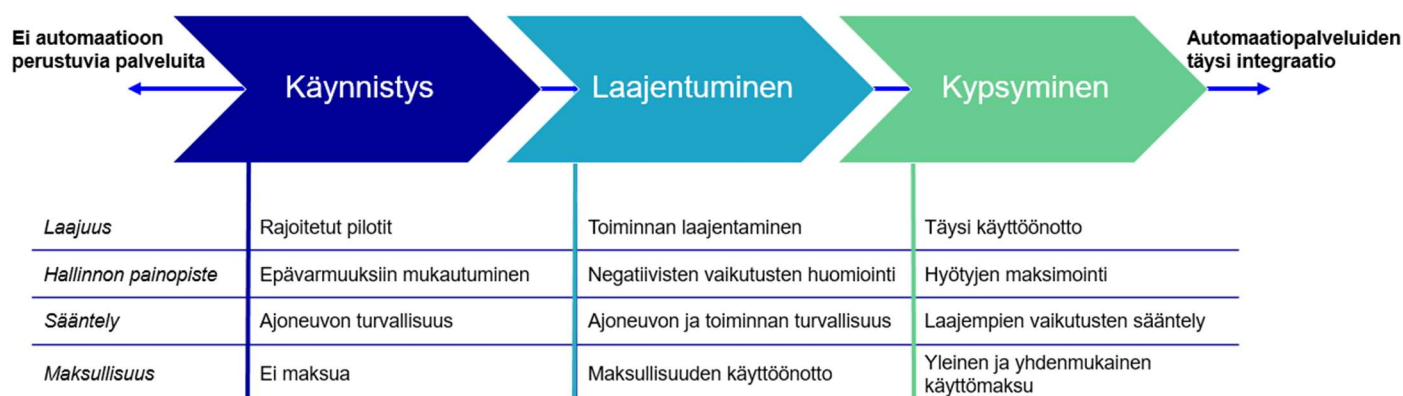 Ei automaatioon
perustuvia palveluita
Käynnistys
Laajentuminen
Kypsyminen
Automaatiopalveluiden
täysi integraatio
Laajuus
Rajoitetut pilotit
Toiminnan laajentaminen
Täysi käyttöönotto
Hallinnon painopiste
Epävarmuuksiin mukautuminen
Negatiivisten vaikutusten huomiointi
Hyötyjen maksimointi
Sääntely
Ajoneuvon turvallisuus
Ajoneuvon ja toiminnan turvallisuus
Laajempien vaikutusten sääntely
Maksullisuus
Ei maksua
Maksullisuuden käyttöönotto
Yleinen ja yhdenmukainen
käyttömaksu